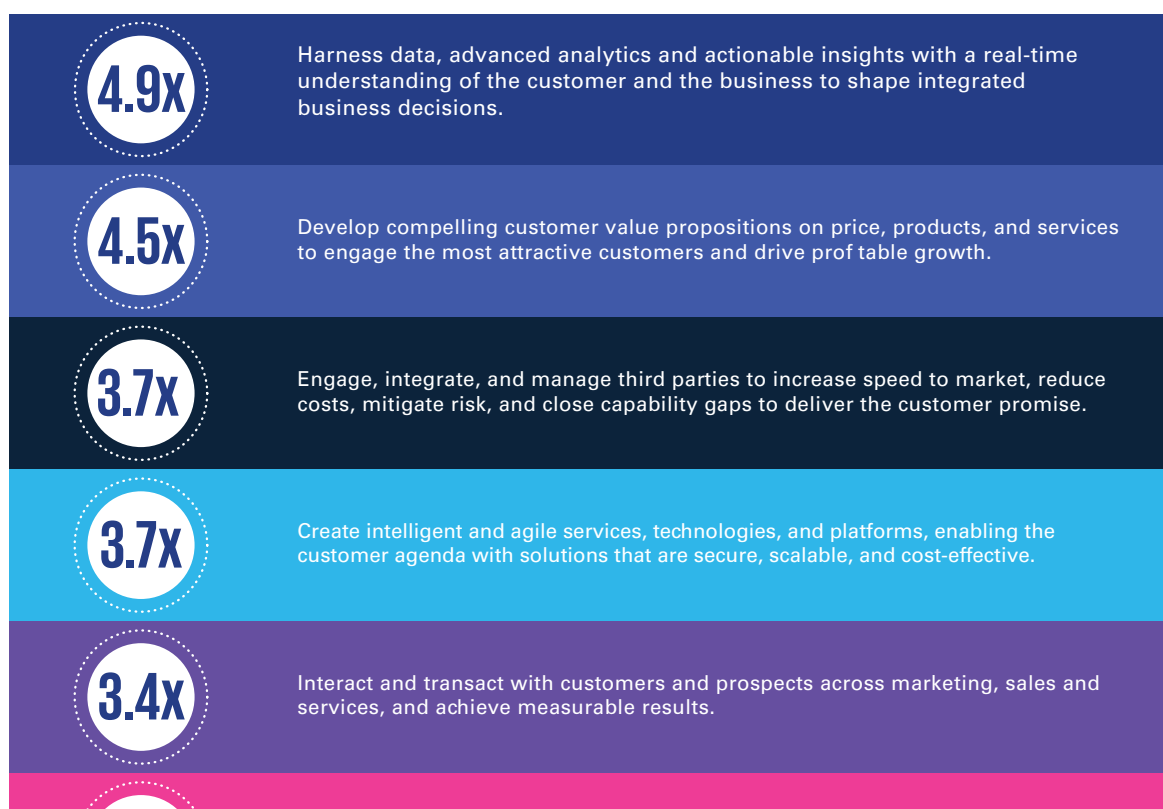 4.9x
Harness data, advanced analytics and actionable insights with a real-time
understanding of the customer and the business to shape integrated
business decisions.
4.5x
Develop compelling customer value propositions on price, products, and services
to engage the most attractive customers and drive prof table growth.
3.7x
Engage, integrate, and manage third parties to increase speed to market, reduce
costs, mitigate risk, and close capability gaps to deliver the customer promise.
3.7x
Create intelligent and agile services, technologies, and platforms, enabling the
customer agenda with solutions that are secure, scalable, and cost-effective.
3.4x
Interact and transact with customers and prospects across marketing, sales and
services, and achieve measurable results.